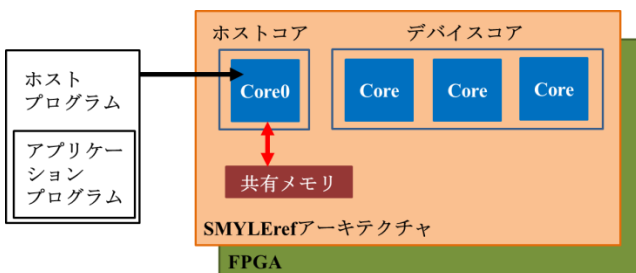 ホストコア
デバイスコア
ホスト
プログラム
Core0
Core
Core
Core
アプリケー
ション
プログラム
共有メモリ
SMYLErefアーキテクチャ
FPGA